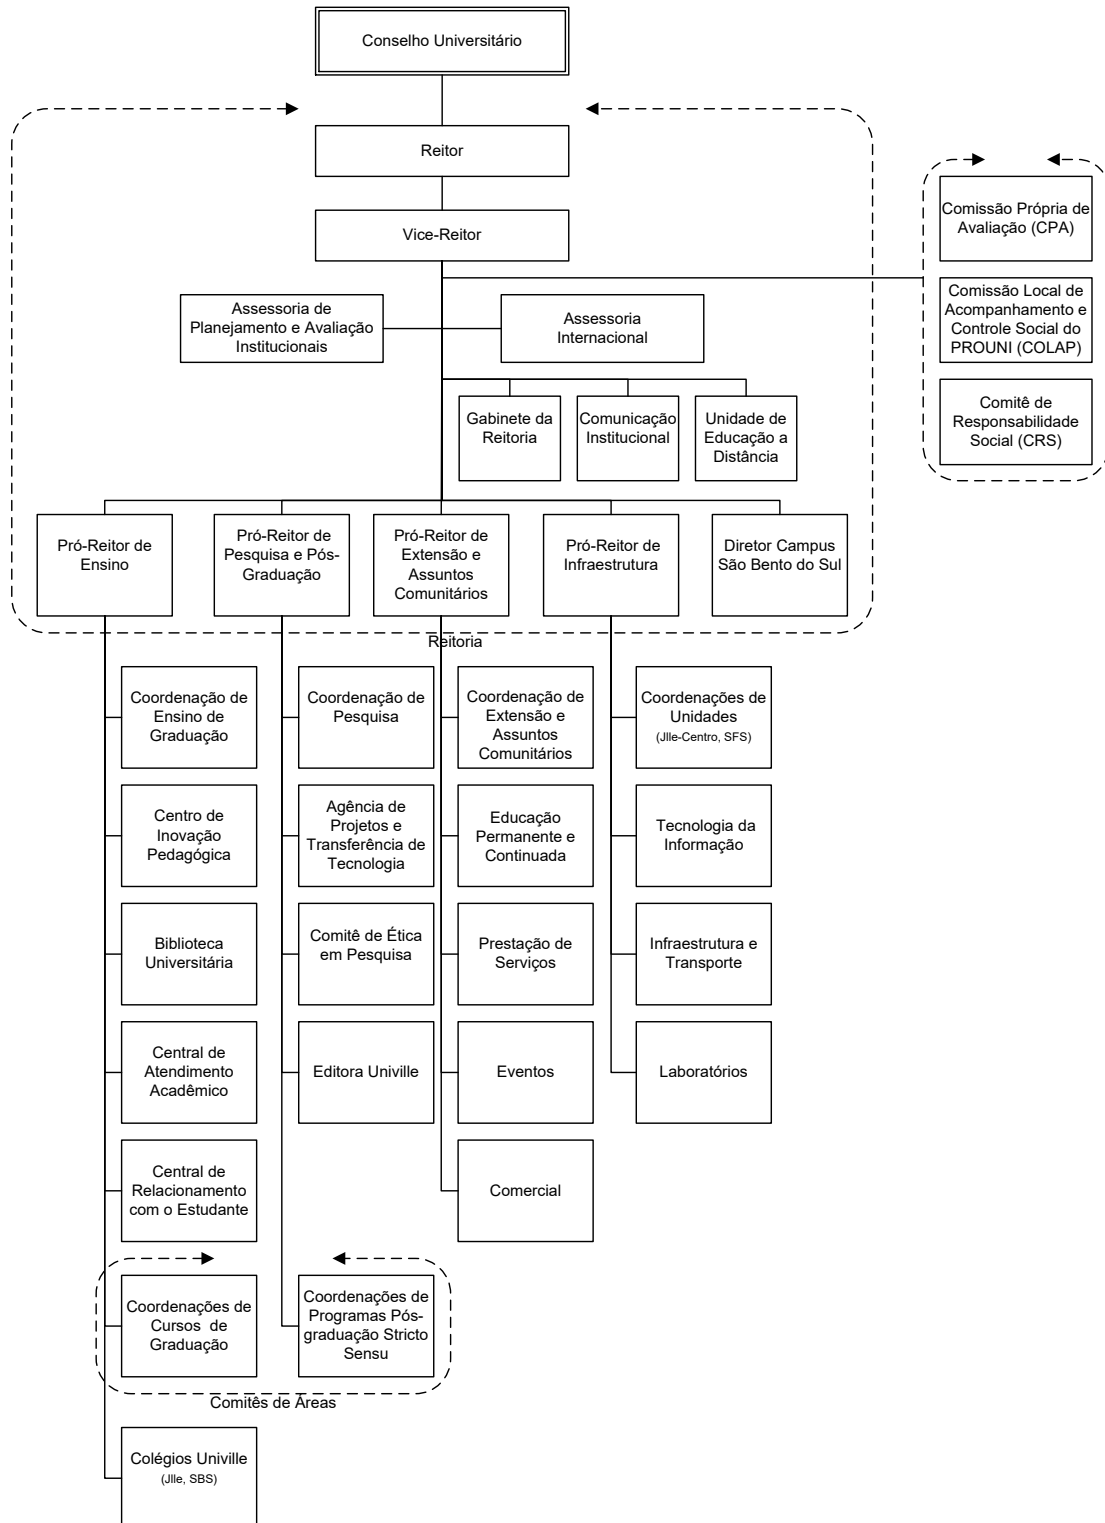 Conselho Universitário
Reitor
Vice-Reitor
Comissão Própria de
Avaliação (CPA)
Comissão Local de
Acompanhamento e
Controle Social do
PROUNI (COLAP)
Comitê de
Responsabilidade
Social (CRS)
Assessoria de
Planejamento e Avaliação
Institucionais
Assessoria
Internacional
Gabinete da
Reitoria
Comunicação
Institucional
Unidade de
Educação a
Distância
Pró-Reitor de
Ensino
Pró-Reitor de
Pesquisa e Pós-
Graduação
Pró-Reitor de
Extensão e
Assuntos
Comunitários
Pró-Reitor de
Infraestrutura
Diretor Campus
São Bento do Sul
Reitoria
Coordenação de
Ensino de
Graduação
Coordenação de
Pesquisa
Coordenação de
Extensão e
Assuntos
Comunitários
Coordenações de
Unidades
(Jlle-Centro, SFS)
Centro de
Inovação
Pedagógica
Agência de
Projetos e
Transferência de
Tecnologia
Educação
Permanente e
Continuada
Tecnologia da
Informação
Biblioteca
Universitária
Comitê de Ética
em Pesquisa
Prestação de
Serviços
Infraestrutura e
Transporte
Central de
Atendimento
Acadêmico
Editora Univille
Eventos
Laboratórios
Central de
Relacionamento
com o Estudante
Comercial
Coordenações de
Cursos de
Graduação
Coordenações de
Programas Pós-
graduação Stricto
Sensu
Comitês de Áreas
Colégios Univille
(Jlle, SBS)